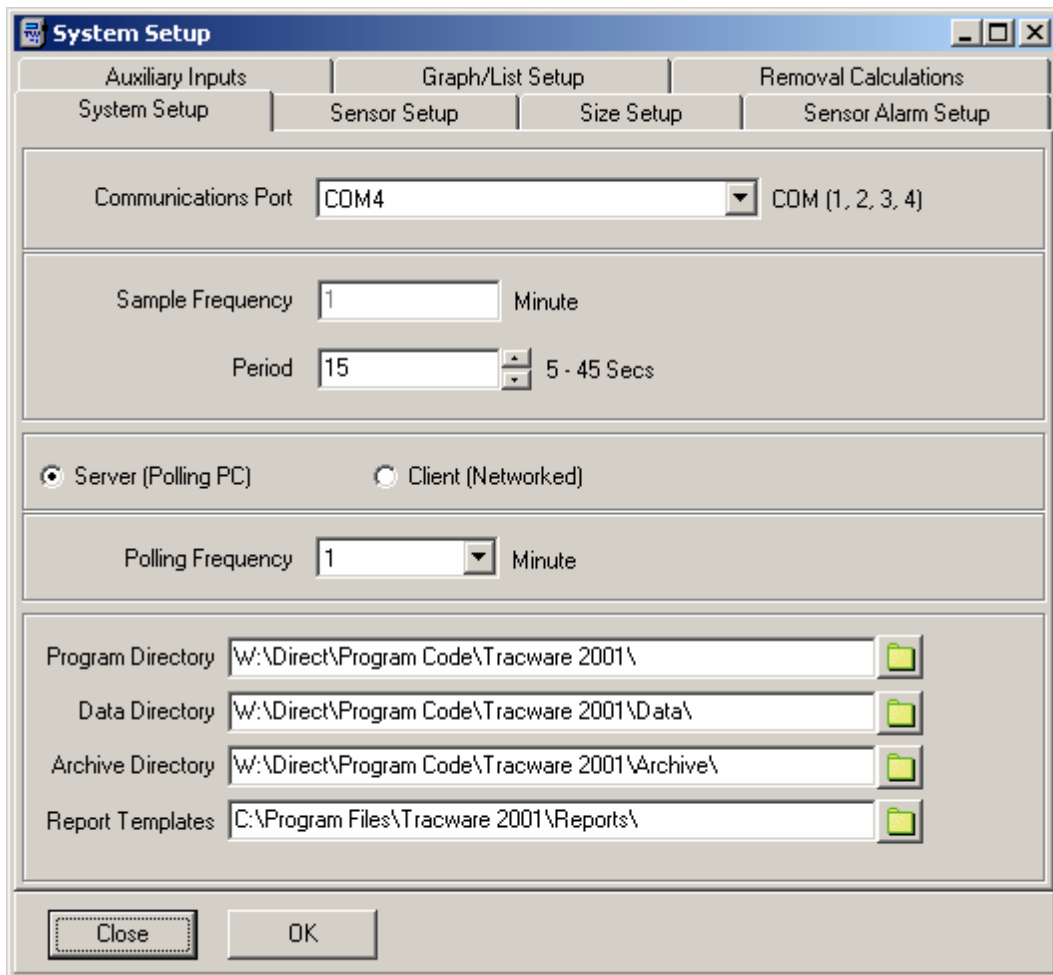 System Setup
Auxiliary Inputs Graph/List Setup Removal Calculations
System Setup Sensor Setup Size Setup Sensor Alarm Setup
Communications Port COM4 COM (1, 2, 3, 4)
Sample Frequency 1 Minute
Period 15 5 - 45 Secs
Server (Polling PC) Client (Networked)
Polling Frequency 1 Minute
Program Directory W:\Direct\Program Code\Tracware 2001\
Data Directory W:\Direct\Program Code\Tracware 2001\Data\
Archive Directory W:\Direct\Program Code\Tracware 2001\Archive\
Report Templates C:\Program Files\Tracware 2001\Reports\
Close OK